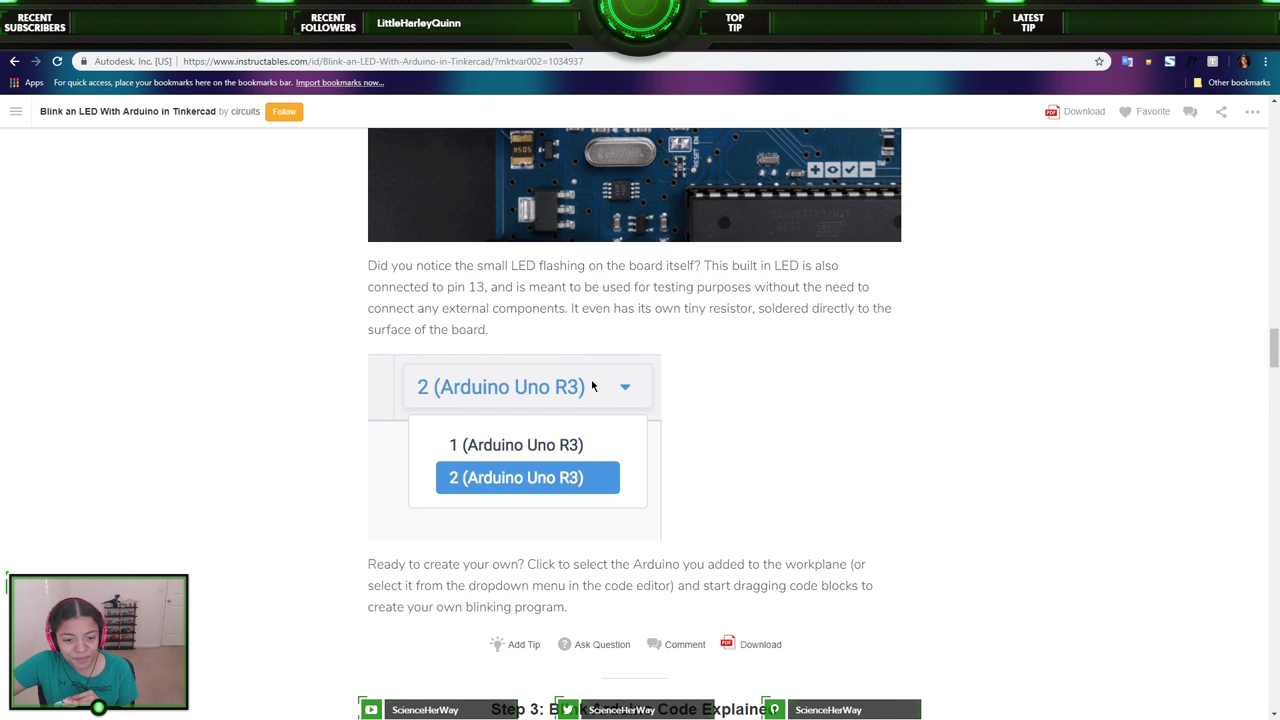 RECENT SUBSCRIBERS
RECENT FOLLOWERS
LittleHarleyQuinn
TOP TIP
LATEST TIP
Autodesk, Inc. [US]
https://www.instructables.com/id/Blink-an-LED-With-Arduino-in-Tinkercad/?mktvar002=1034937
Apps
For quick access, place your bookmarks here on the bookmarks bar. Import bookmarks now...
Other bookmarks
Blink an LED With Arduino in Tinkercad by circuits
Follow
Download
Favorite
RESET EN
Did you notice the small LED flashing on the board itself? This built in LED is also
connected to pin 13, and is meant to be used for testing purposes without the need to
connect any external components. It even has its own tiny resistor, soldered directly to the
surface of the board.
2 (Arduino Uno R3)
1 (Arduino Uno R3)
2 (Arduino Uno R3)
Ready to create your own? Click to select the Arduino you added to the workplane (or
select it from the dropdown menu in the code editor) and start dragging code blocks to
create your own blinking program.
Add Tip
Ask Question
Comment
Download
Step 3: Blink Arduino Code Explained
ScienceHerWay
ScienceHerWay
ScienceHerWay